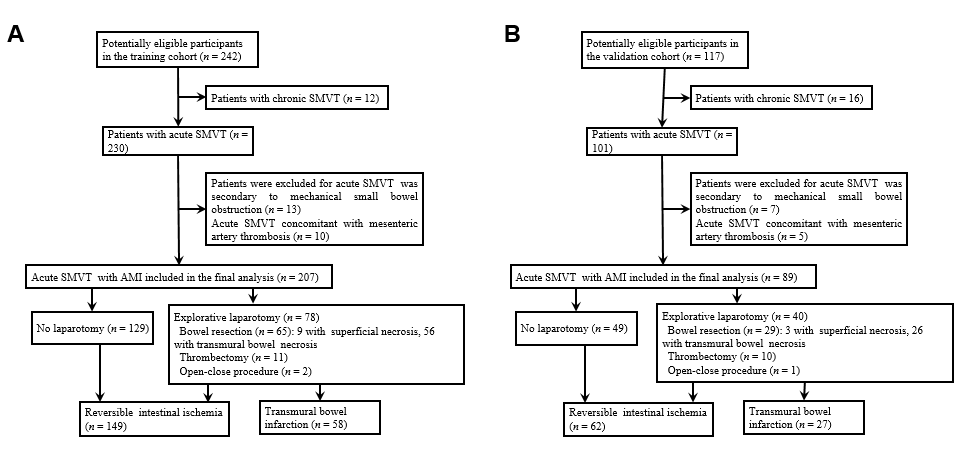 A
Potentially eligible participants
in the training cohort (n = 242)
Patients with chronic SMVT (n = 12)
Patients with acute SMVT (n =
230)
Patients were excluded for acute SMVT was
secondary to mechanical small bowel
obstruction (n = 13)
Acute SMVT concomitant with mesenteric
artery thrombosis (n = 10)
Acute SMVT with AMI included in the final analysis (n = 207)
No laparotomy (n = 129)
Explorative laparotomy (n = 78)
Bowel resection (n = 65): 9 with superficial necrosis, 56
with transmural bowel necrosis
Thrombectomy (n = 11)
Open-close procedure (n = 2)
Reversible intestinal ischemia
(n = 149)
Transmural bowel
infarction (n = 58)
B
Potentially eligible participants in
the validation cohort (n = 117)
Patients with chronic SMVT (n = 16)
Patients with acute SMVT (n =
101)
Patients were excluded for acute SMVT was
secondary to mechanical small bowel
obstruction (n = 7)
Acute SMVT concomitant with mesenteric
artery thrombosis (n = 5)
Acute SMVT with AMI included in the final analysis (n = 89)
No laparotomy (n = 49)
Explorative laparotomy (n = 40)
Bowel resection (n = 29): 3 with superficial necrosis, 26
with transmural bowel necrosis
Thrombectomy (n = 10)
Open-close procedure (n = 1)
Reversible intestinal ischemia
(n = 62)
Transmural bowel
infarction (n = 27)